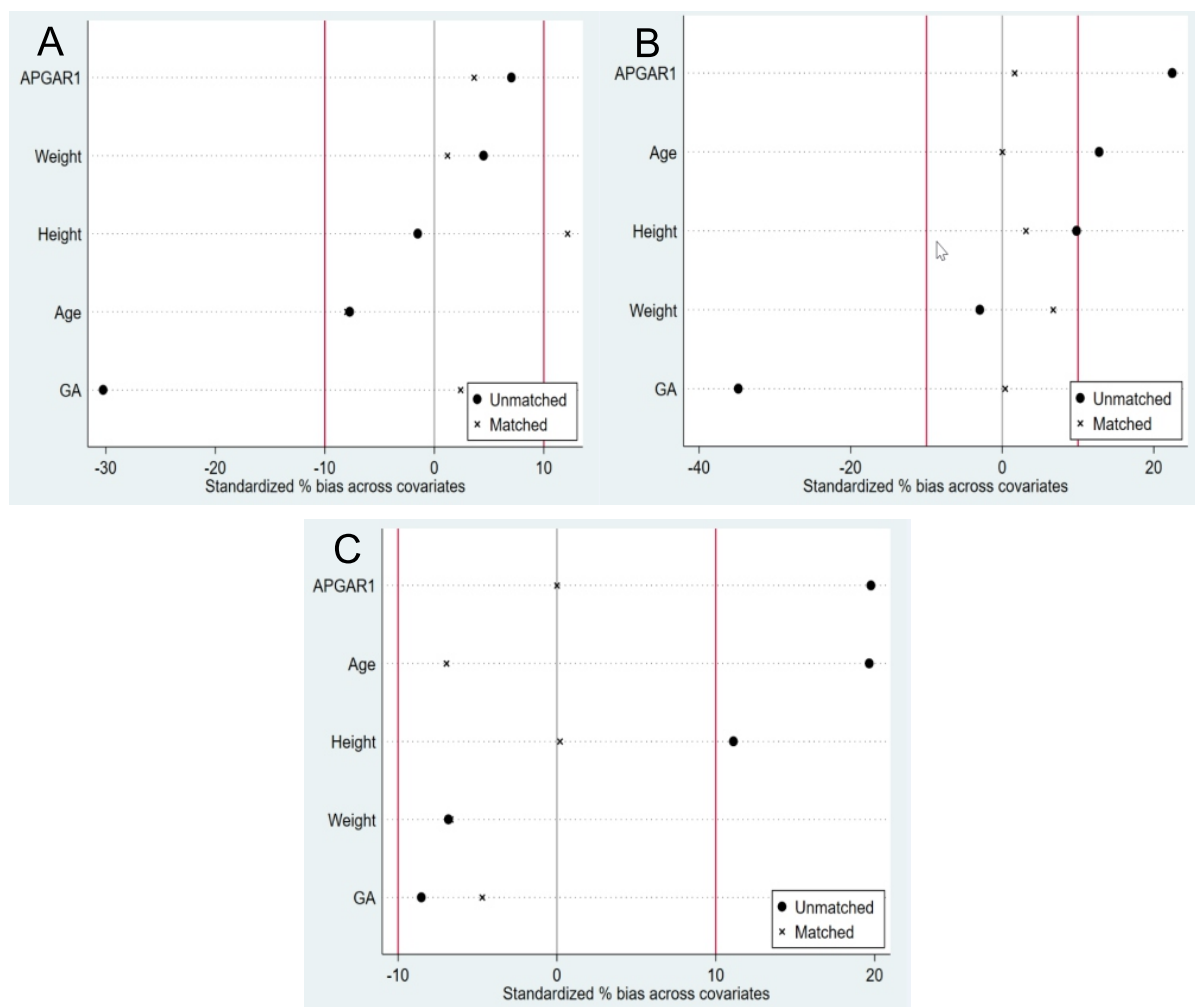 A
APGAR1
Weight
Height
Age
GA
Unmatched
Matched
-30 -20 -10 0 10
Standardized % bias across covariates
B
APGAR1
Age
Height
Weight
GA
Unmatched
Matched
-40 -20 0 20
Standardized % bias across covariates
C
APGAR1
Age
Height
Weight
GA
Unmatched
Matched
-10 0 10 20
Standardized % bias across covariates